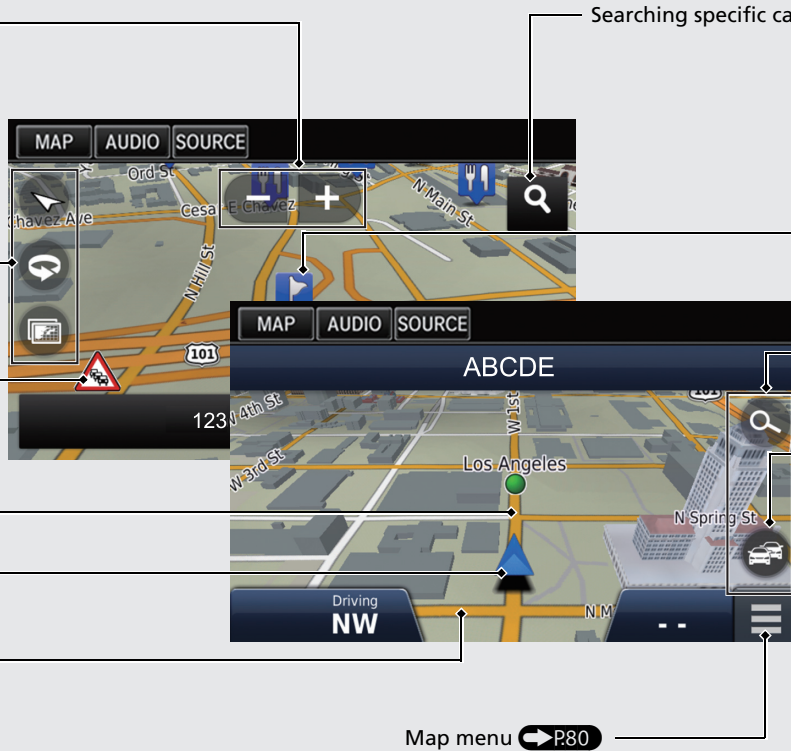 Searching specific ca
MAP AUDIO SOURCE
Ord St
Chavez Ave
Cesar E Chavez
N Main St
N Hill St
101
123
MAP AUDIO SOURCE
ABCDE
W 4th St
W 1st
W 3rd St
Los Angeles
N Spring St
Driving
NW
N M
- -
Map menu P.80